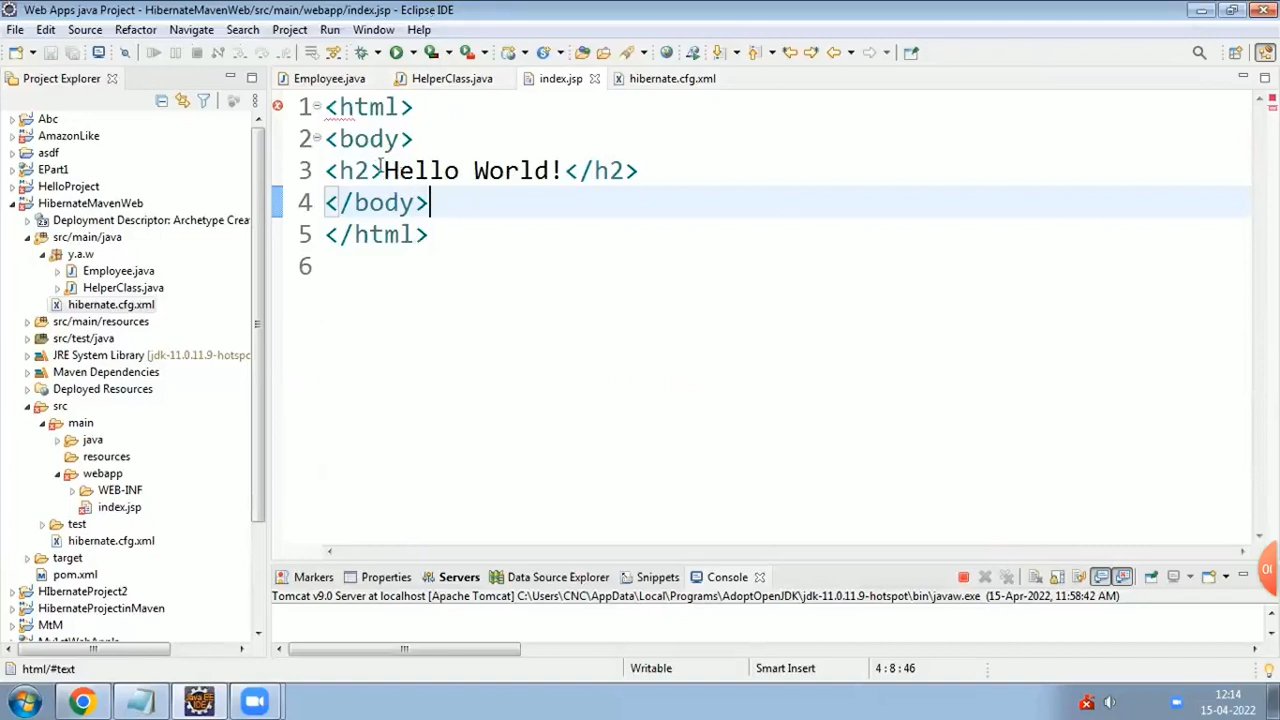 Web Apps java Project - HibernateMavenWeb/src/main/webapp/index.jsp - Eclipse IDE
File Edit Source Refactor Navigate Search Project Run Window Help
Project Explorer
Employee.java HelperClass.java index.jsp hibernate.cfg.xml
Abc
AmazonLike
asdf
EPart1
HelloProject
HibernateMavenWeb
Deployment Descriptor: Archetype Crea
src/main/java
y.a.w
Employee.java
HelperClass.java
hibernate.cfg.xml
src/main/resources
src/test/java
JRE System Library [jdk-11.0.11.9-hotspo
Maven Dependencies
Deployed Resources
src
main
java
resources
webapp
WEB-INF
index.jsp
test
hibernate.cfg.xml
target
pom.xml
HIbernateProject2
HibernateProjectinMaven
MtM
My1stWebApps
1 <html>
2 <body>
3 <h2>Hello World!</h2>
4 </body>
5 </html>
6
Markers Properties Servers Data Source Explorer Snippets Console
Tomcat v9.0 Server at localhost [Apache Tomcat] C:\Users\CNC\AppData\Local\Programs\AdoptOpenJDK\jdk-11.0.11.9-hotspot\bin\javaw.exe (15-Apr-2022, 11:58:42 AM)
html/#text Writable Smart Insert 4:8:46
12:14
15-04-2022